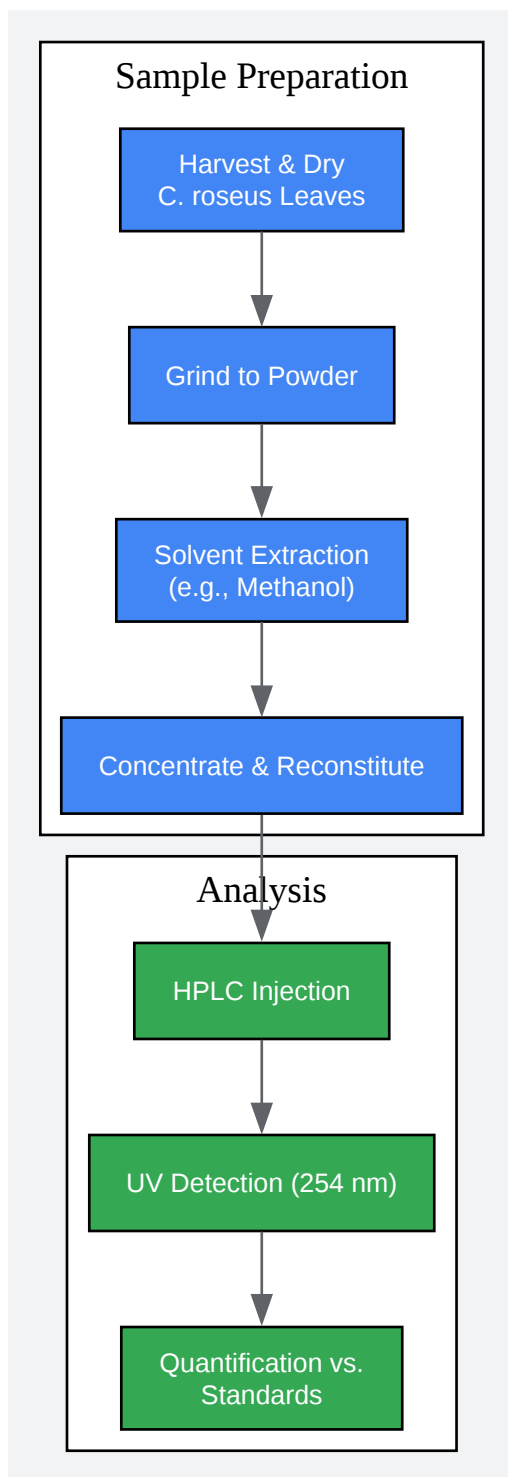 Sample Preparation
Harvest & Dry
C. roseus Leaves
Grind to Powder
Solvent Extraction
(e.g., Methanol)
Concentrate & Reconstitute
Analysis
HPLC Injection
UV Detection (254 nm)
Quantification vs.
Standards